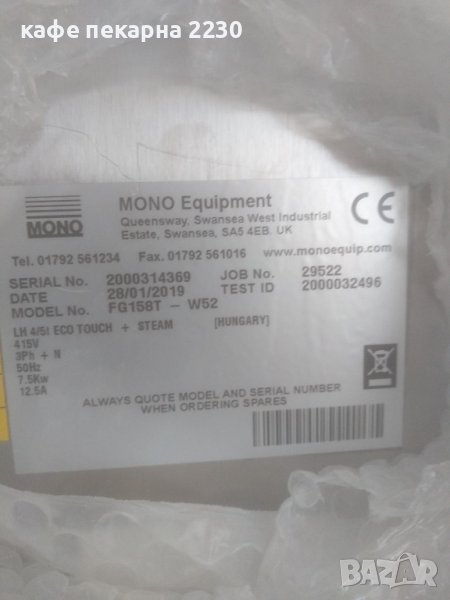 кафе пекарна 2230
MONO
MONO Equipment
Queensway, Swansea West Industrial
Estate, Swansea, SA5 4EB. UK
CE
Tel. 01792 561234 Fax. 01792 561016 www.monoequip.com
SERIAL No. 2000314369 JOB No. 29522
DATE 28/01/2019 TEST ID 2000032496
MODEL No. FG158T - W52
LH 4/5I ECO TOUCH + STEAM [HUNGARY]
415V
3Ph + N
50Hz
7.5Kw
12.5A
ALWAYS QUOTE MODEL AND SERIAL NUMBER
WHEN ORDERING SPARES
BAZAR